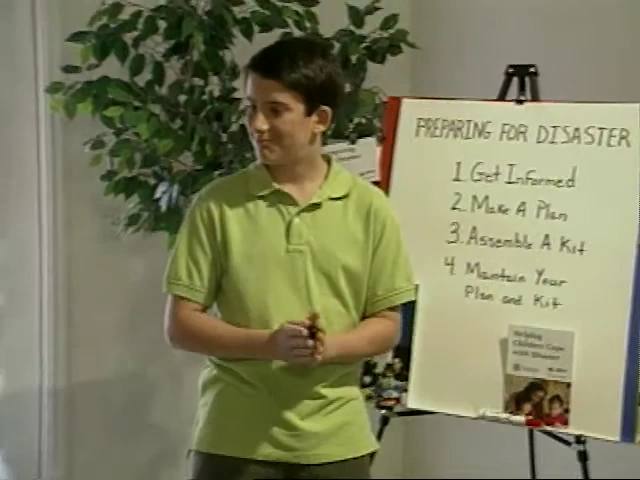 PREPARING FOR DISASTER
1. Get Informed
2. Make A Plan
3. Assemble A Kit
4. Maintain Your
Plan and Kit
Helping
Children Cope
with Disaster